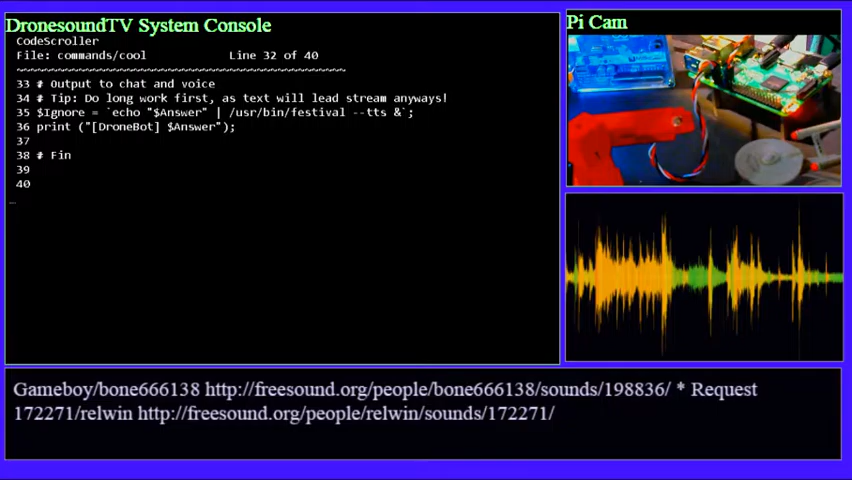 DronesoundTV System Console
CodeScroller
File: commands/cool Line 32 of 40
~~~~~~~~~~~~~~~~~~~~~~~~~~~~~~~~~~~~~~~~~~~~~~~
33 # Output to chat and voice
34 # Tip: Do long work first, as text will lead stream anyways!
35 $Ignore = `echo "$Answer" | /usr/bin/festival --tts &`;
36 print ("[DroneBot] $Answer");
37
38 # Fin
39
40
_
Pi Cam
Gameboy/bone666138 http://freesound.org/people/bone666138/sounds/198836/ * Request
172271/relwin http://freesound.org/people/relwin/sounds/172271/